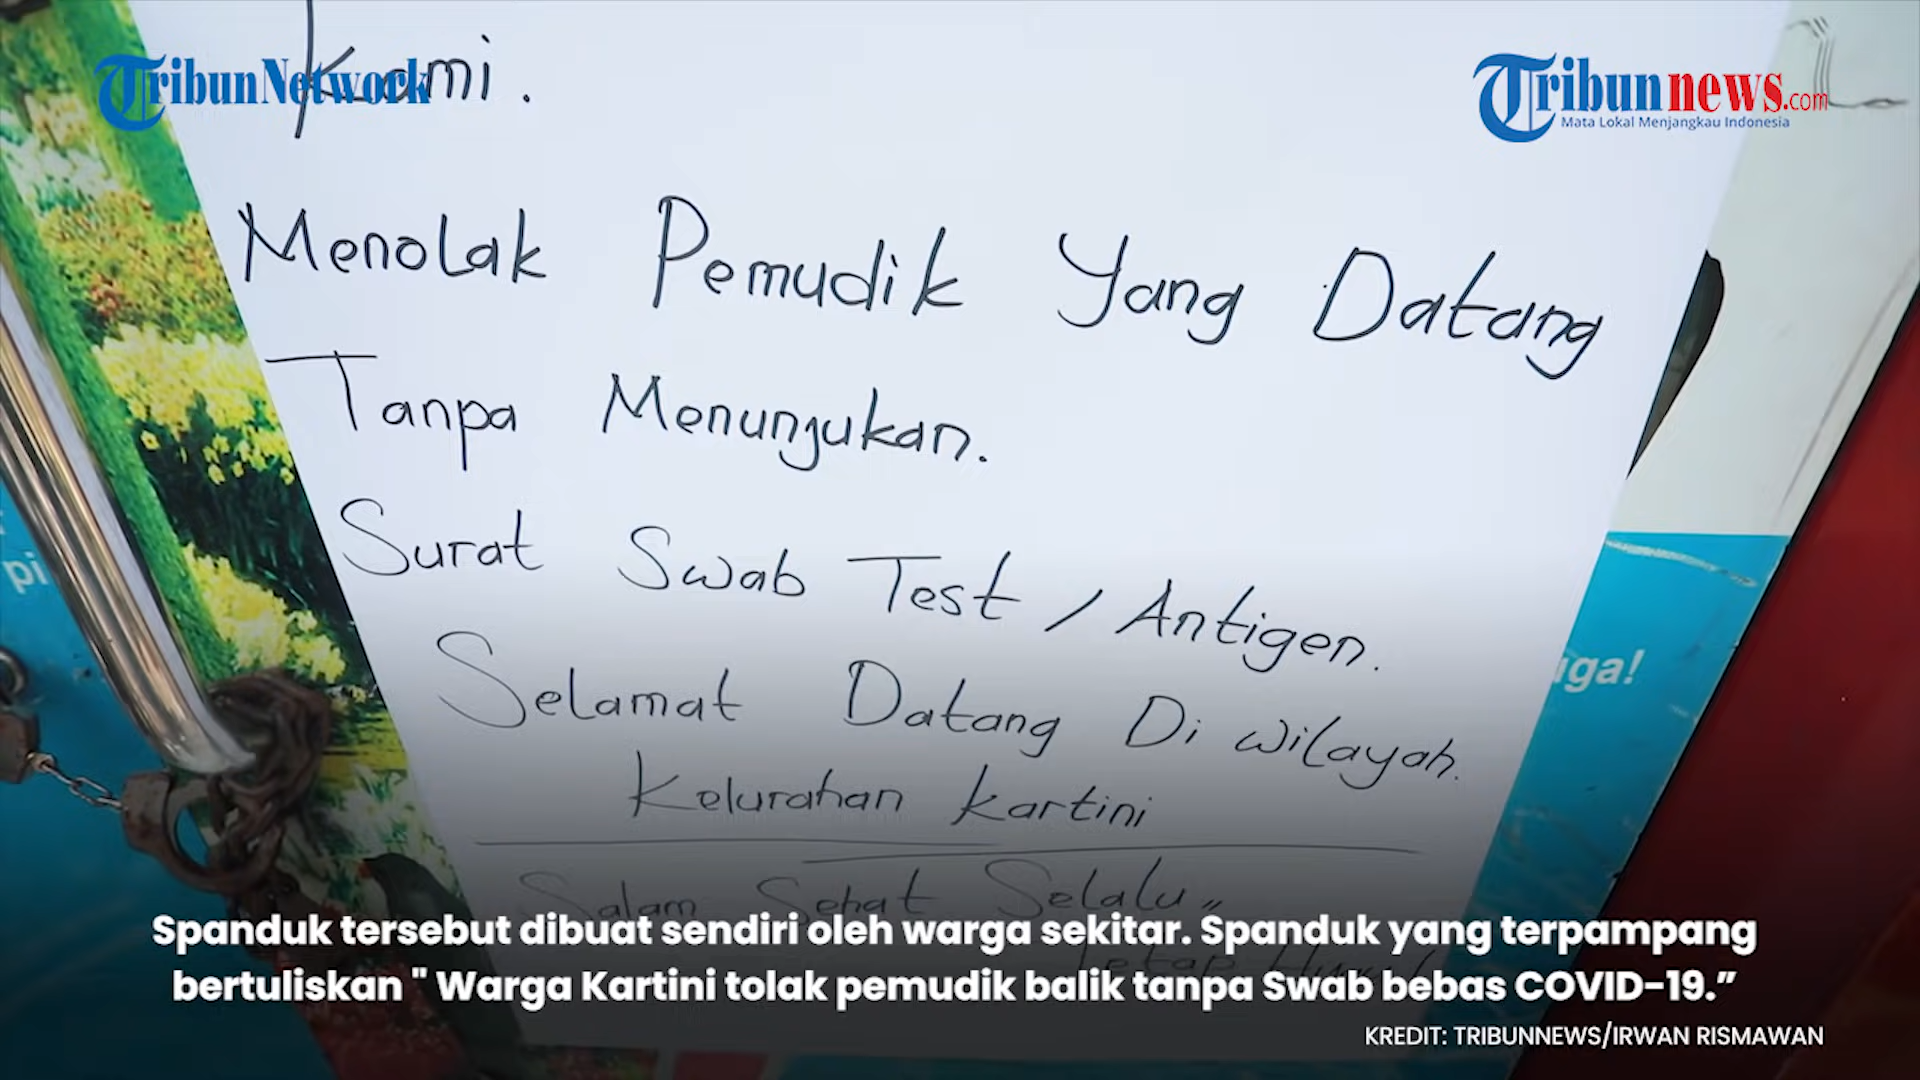 Kami.
TribunNetwork
Tribunnews.com
Mata Lokal Menjangkau Indonesia
Menolak Pemudik Yang Datang
Tanpa Menunjukan.
Surat Swab Test / Antigen.
pi
Selamat Datang Di Wilayah.
Kelurahan Kartini
Salam Sehat Selalu,,
Spanduk tersebut dibuat sendiri oleh warga sekitar. Spanduk yang terpampang
bertuliskan " Warga Kartini tolak pemudik balik tanpa Swab bebas COVID-19.”
KREDIT: TRIBUNNEWS/IRWAN RISMAWAN